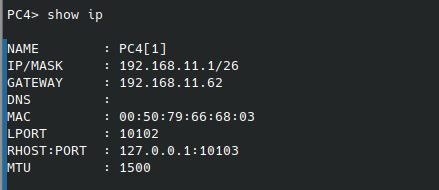 PC4> show ip
NAME        : PC4[1]
IP/MASK     : 192.168.11.1/26
GATEWAY     : 192.168.11.62
DNS         :
MAC         : 00:50:79:66:68:03
LPORT       : 10102
RHOST:PORT  : 127.0.0.1:10103
MTU         : 1500